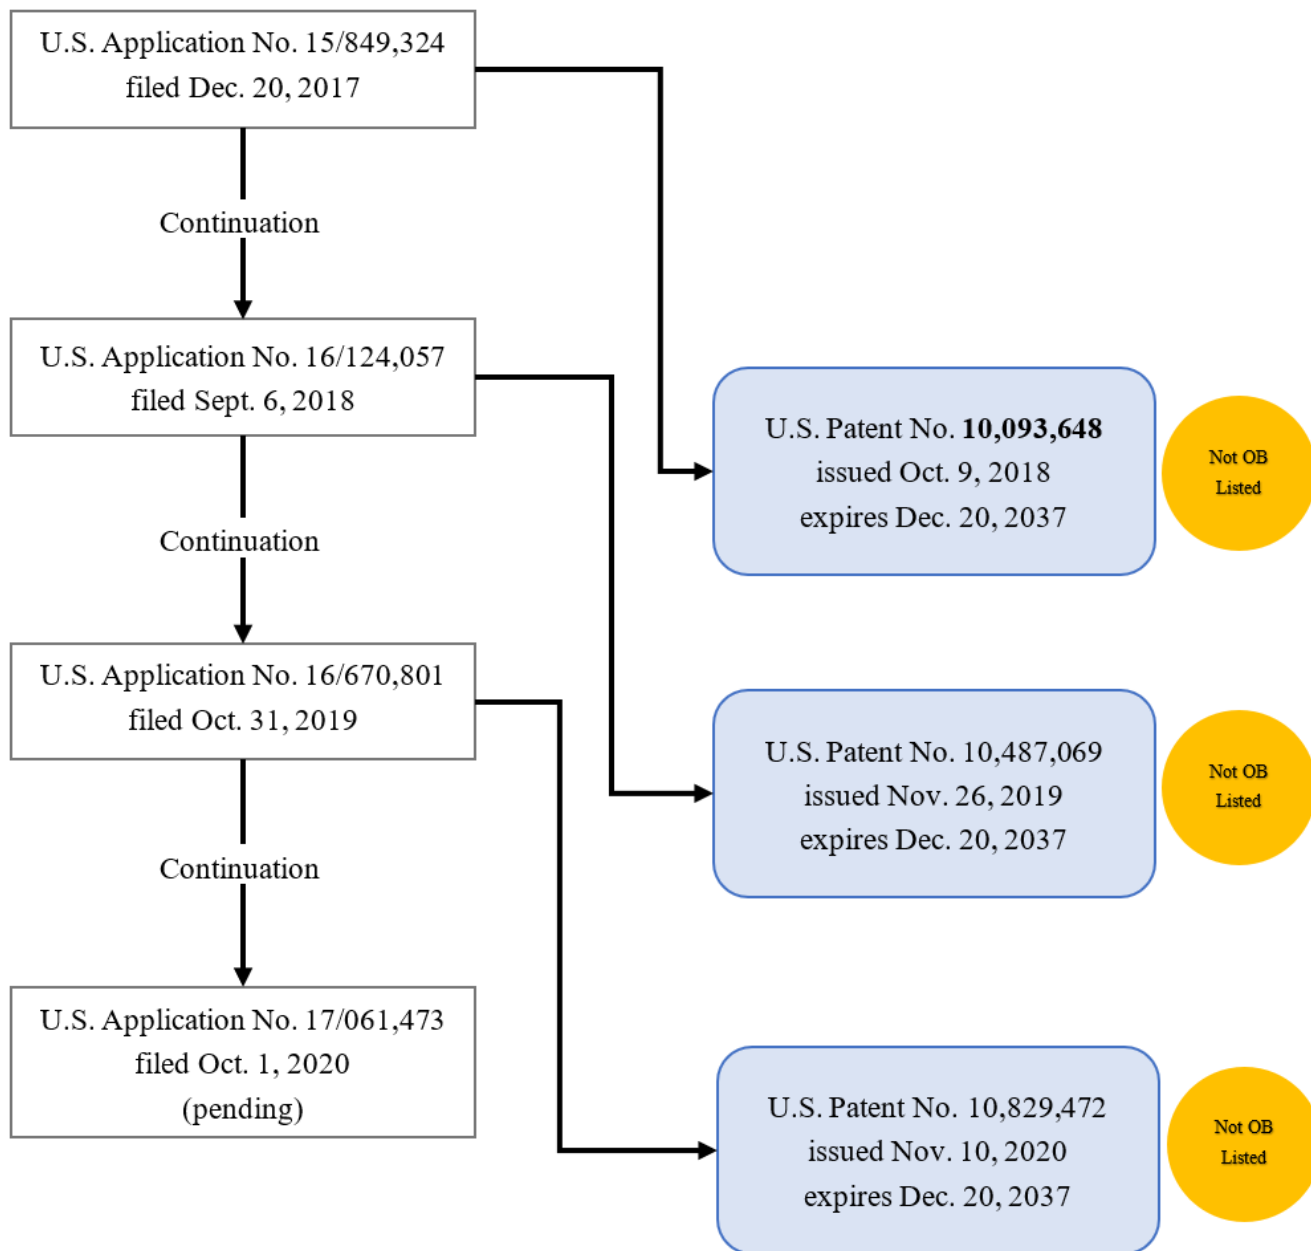 U.S. Application No. 15/849,324
filed Dec. 20, 2017
Continuation
U.S. Application No. 16/124,057
filed Sept. 6, 2018
U.S. Patent No. 10,093,648
issued Oct. 9, 2018
expires Dec. 20, 2037
Not OB
Listed
Continuation
U.S. Application No. 16/670,801
filed Oct. 31, 2019
U.S. Patent No. 10,487,069
issued Nov. 26, 2019
expires Dec. 20, 2037
Not OB
Listed
Continuation
U.S. Application No. 17/061,473
filed Oct. 1, 2020
(pending)
U.S. Patent No. 10,829,472
issued Nov. 10, 2020
expires Dec. 20, 2037
Not OB
Listed